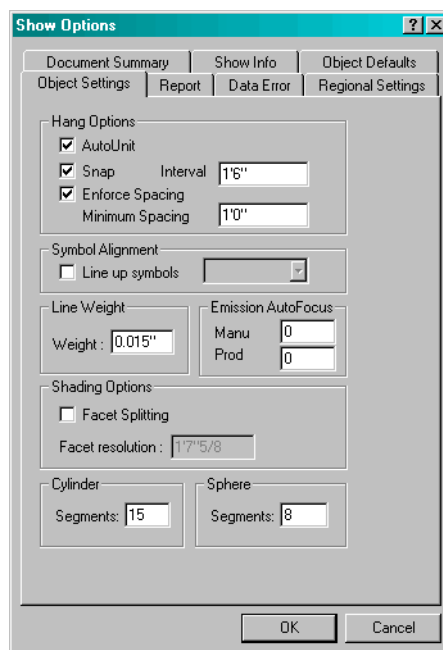 Show Options
Document Summary Show Info Object Defaults
Object Settings Report Data Error Regional Settings
Hang Options
AutoUnit
Snap Interval 1'6"
Enforce Spacing
Minimum Spacing 1'0"
Symbol Alignment
Line up symbols
Line Weight
Weight : 0.015"
Emission AutoFocus
Manu 0
Prod 0
Shading Options
Facet Splitting
Facet resolution : 1'7"5/8
Cylinder
Segments: 15
Sphere
Segments: 8
OK Cancel